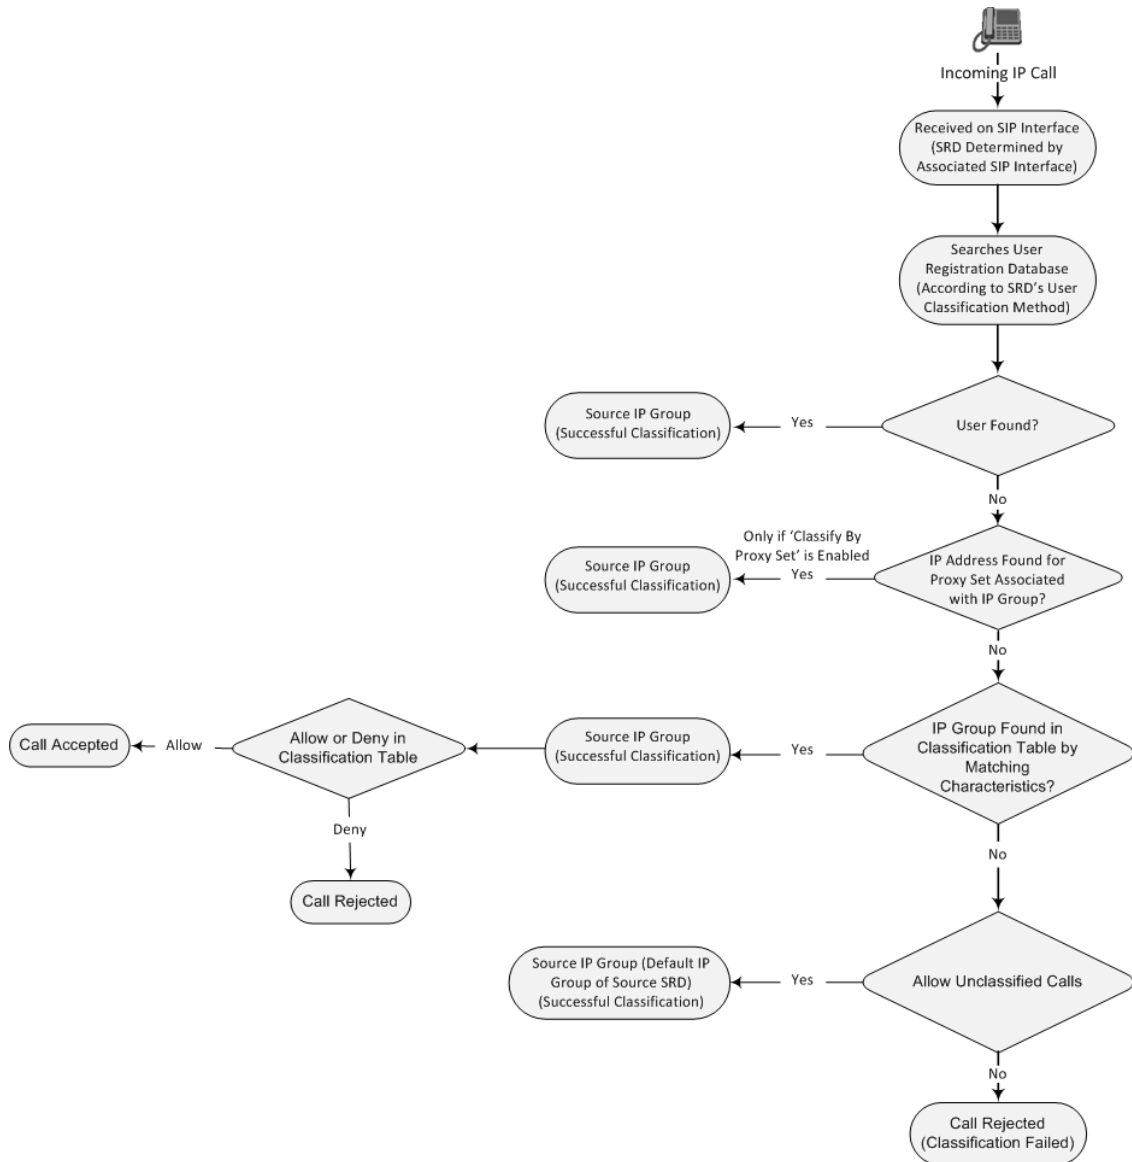 Incoming IP Call
Received on SIP Interface
(SRD Determined by
Associated SIP Interface)
Searches User
Registration Database
(According to SRD's User
Classification Method)
User Found?
Yes
Source IP Group
(Successful Classification)
No
IP Address Found for
Proxy Set Associated
with IP Group?
Only if 'Classify By
Proxy Set' is Enabled
Yes
Source IP Group
(Successful Classification)
No
IP Group Found in
Classification Table by
Matching
Characteristics?
Yes
Source IP Group
(Successful Classification)
Allow or Deny in
Classification Table
Allow
Call Accepted
Deny
Call Rejected
No
Allow Unclassified Calls
Yes
Source IP Group (Default IP
Group of Source SRD)
(Successful Classification)
No
Call Rejected
(Classification Failed)